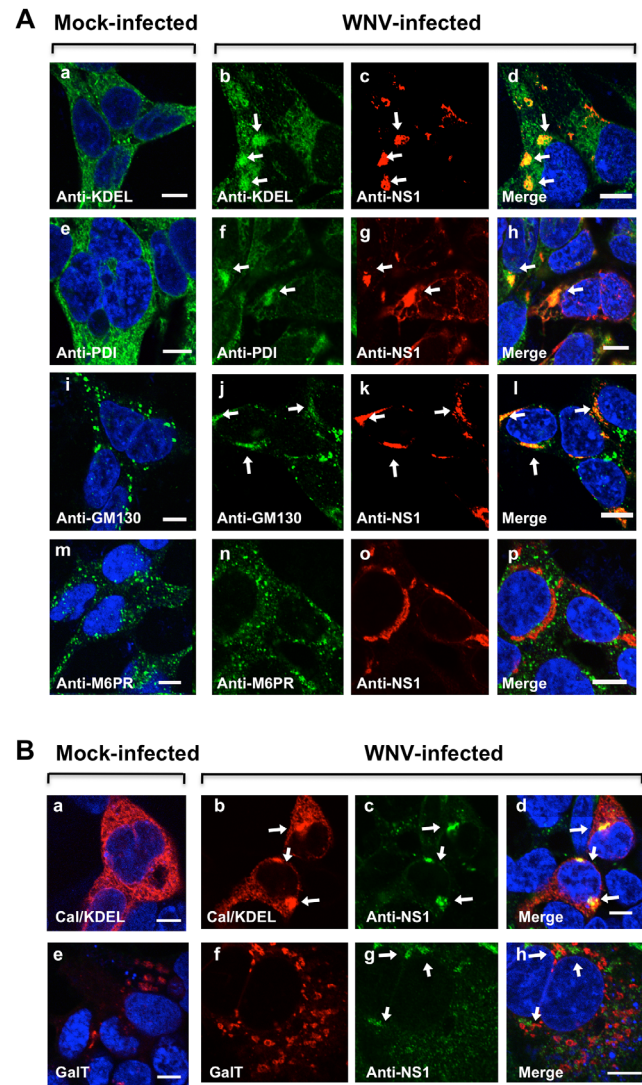 A
Mock-infected WNV-infected
a b c d
Anti-KDEL Anti-KDEL Anti-NS1 Merge
e f g h
Anti-PDI Anti-PDI Anti-NS1 Merge
i j k l
Anti-GM130 Anti-GM130 Anti-NS1 Merge
m n o p
Anti-M6PR Anti-M6PR Anti-NS1 Merge
B
Mock-infected WNV-infected
a b c d
Cal/KDEL Cal/KDEL Anti-NS1 Merge
e f g h
GalT GalT Anti-NS1 Merge